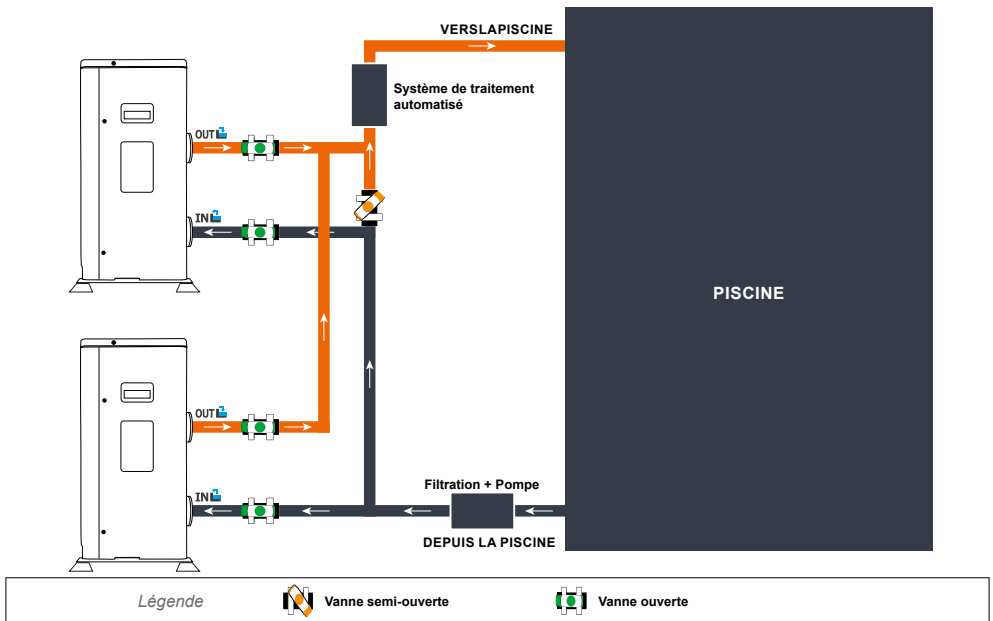 VERSLAPISCINE
Système de traitement
automatisé
OUT
IN
PISCINE
OUT
Filtration + Pompe
IN
DEPUIS LA PISCINE
Légende
Vanne semi-ouverte
Vanne ouverte